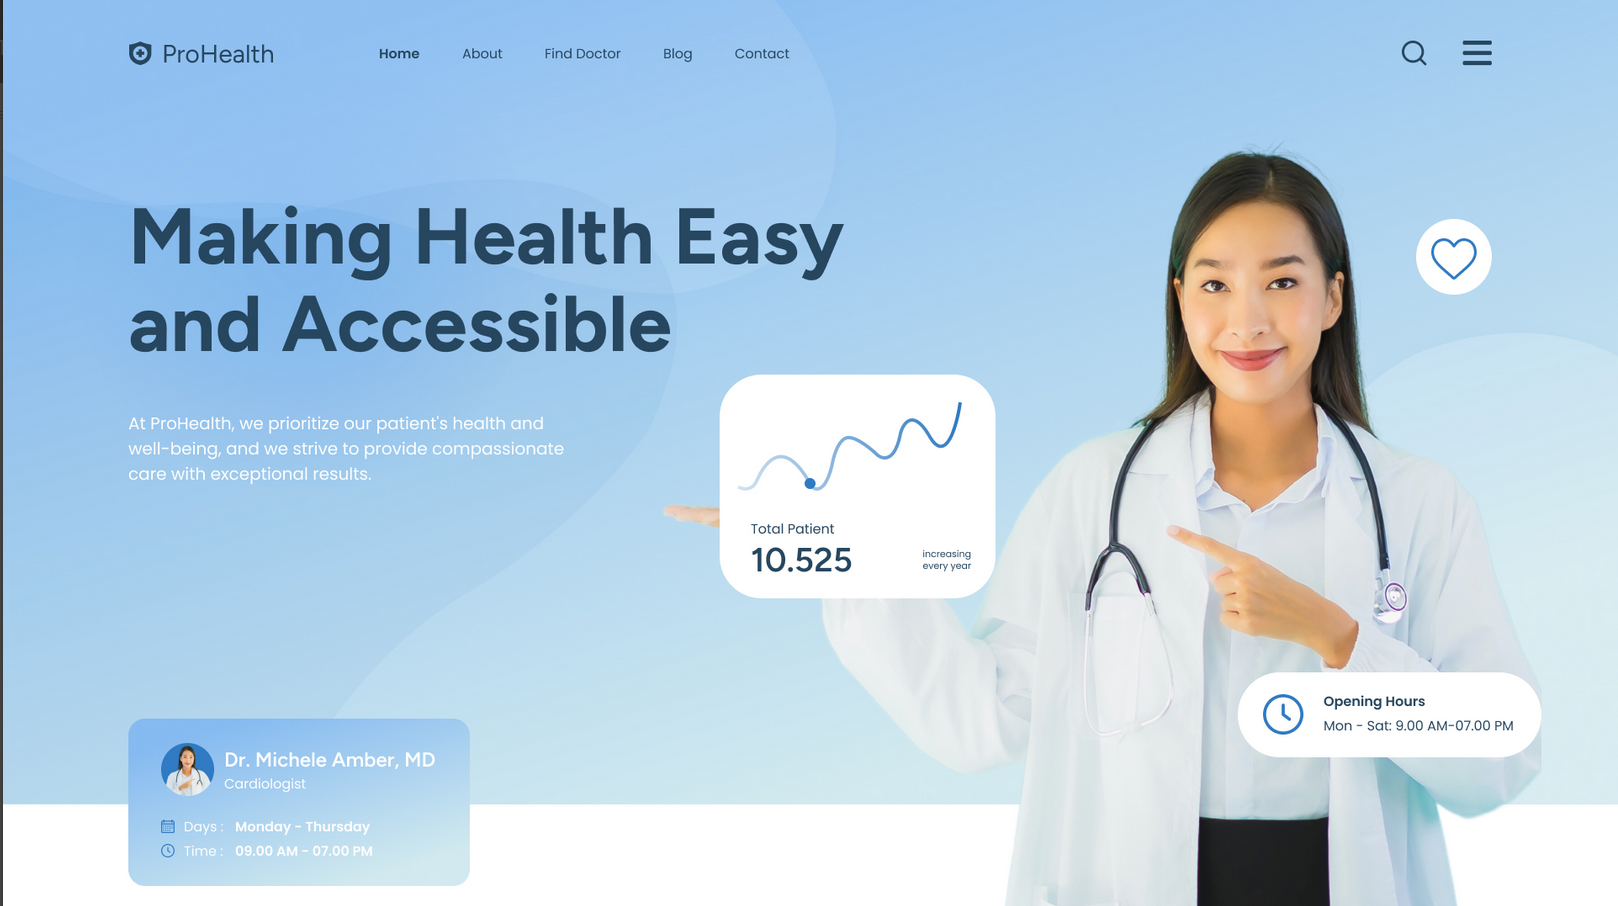 ProHealth
Home
About
Find Doctor
Blog
Contact
Making Health Easy
and Accessible
At ProHealth, we prioritize our patient's health and
well-being, and we strive to provide compassionate
care with exceptional results.
Total Patient
10.525
increasing
every year
Opening Hours
Mon - Sat: 9.00 AM-07.00 PM
Dr. Michele Amber, MD
Cardiologist
Days : Monday - Thursday
Time : 09.00 AM - 07.00 PM